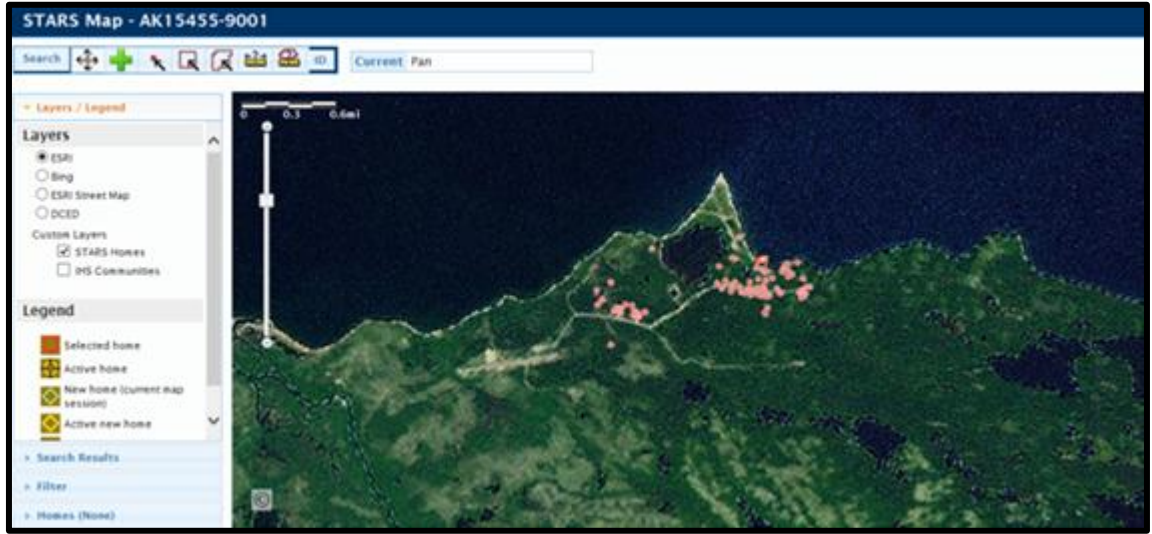 STARS Map - AK15455-9001
Search ID Current Pan
Layers / Legend
0 0.3 0.6mi
Layers
ESRI
Bing
ESRI Street Map
DCED
Custom Layers
STARS Homes
IHS Communities
Legend
Selected home
Active home
New home (current map
session)
Active new home
Search Results
Filter
Homes (None)